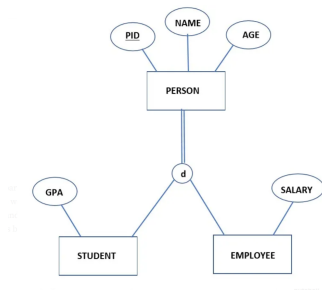 NAME
PID
AGE
PERSON
d
GPA
SALARY
STUDENT
EMPLOYEE